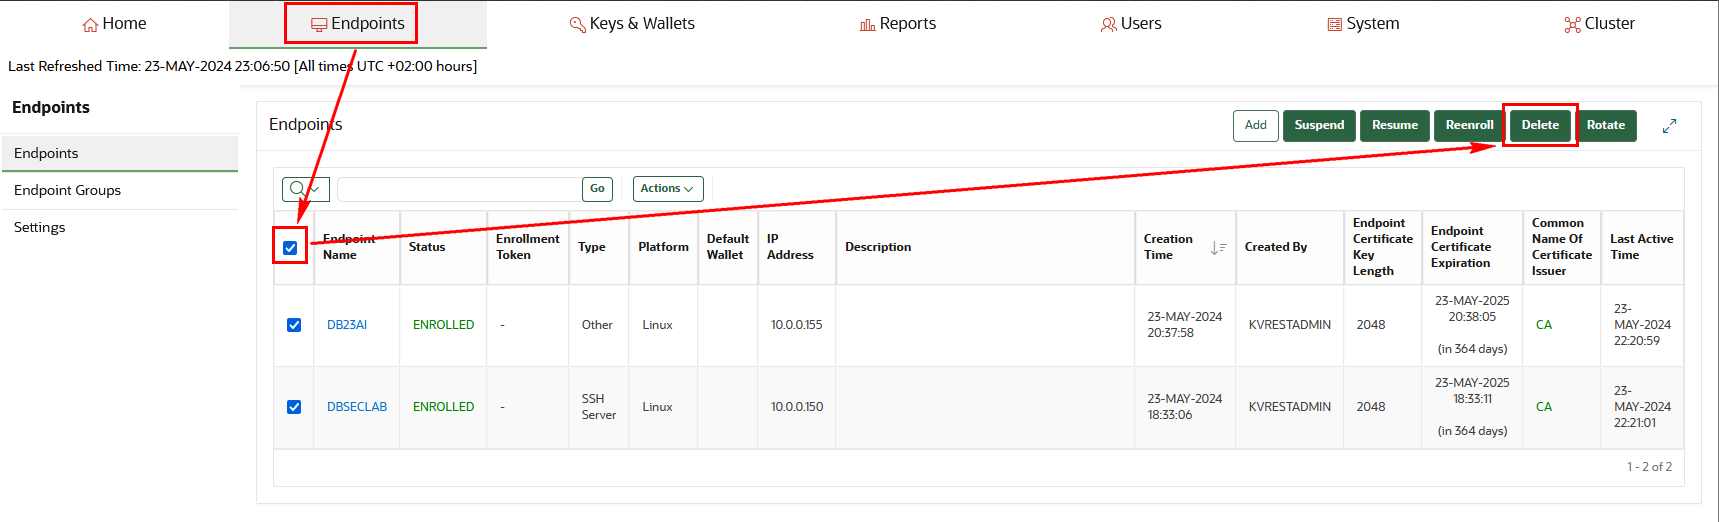 Home Endpoints Keys & Wallets Reports Users System Cluster
Last Refreshed Time: 23-MAY-2024 23:06:50 [All times UTC +02:00 hours]
Endpoints
Endpoints
Endpoint Groups
Settings
Endpoints
Add Suspend Resume Reenroll Delete Rotate
Go Actions
Endpoint Name Status Enrollment Token Type Platform Default Wallet IP Address Description Creation Time Created By Endpoint Certificate Key Length Endpoint Certificate Expiration Common Name Of Certificate Issuer Last Active Time
DB23AI ENROLLED - Other Linux 10.0.0.155 23-MAY-2024 20:37:58 KVRESTADMIN 2048 23-MAY-2025 20:38:05 (in 364 days) CA 23-MAY-2024 22:20:59
DBSECLAB ENROLLED - SSH Server Linux 10.0.0.150 23-MAY-2024 18:33:06 KVRESTADMIN 2048 23-MAY-2025 18:33:11 (in 364 days) CA 23-MAY-2024 22:21:01
1 - 2 of 2